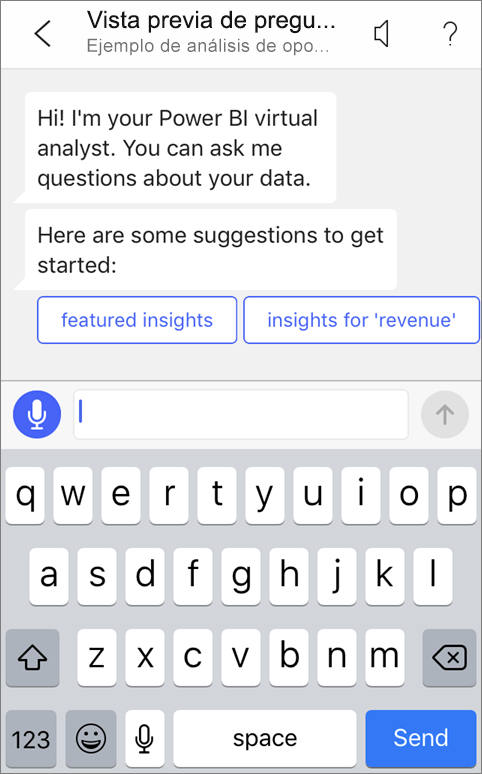 Vista previa de pregu...
Ejemplo de análisis de opo...
?
Hi! I'm your Power BI virtual
analyst. You can ask me
questions about your data.
Here are some suggestions to get
started:
featured insights insights for 'revenue'
q w e r t y u i o p
a s d f g h j k l
z x c v b n m
123 space Send